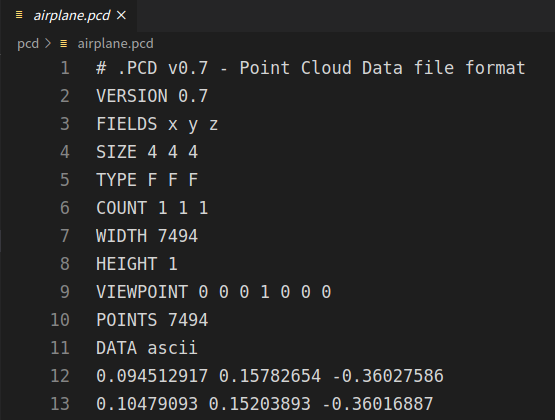 airplane.pcd
pcd > airplane.pcd
1 # .PCD v0.7 - Point Cloud Data file format
2 VERSION 0.7
3 FIELDS x y z
4 SIZE 4 4 4
5 TYPE F F F
6 COUNT 1 1 1
7 WIDTH 7494
8 HEIGHT 1
9 VIEWPOINT 0 0 0 1 0 0 0
10 POINTS 7494
11 DATA ascii
12 0.094512917 0.15782654 -0.36027586
13 0.10479093 0.15203893 -0.36016887